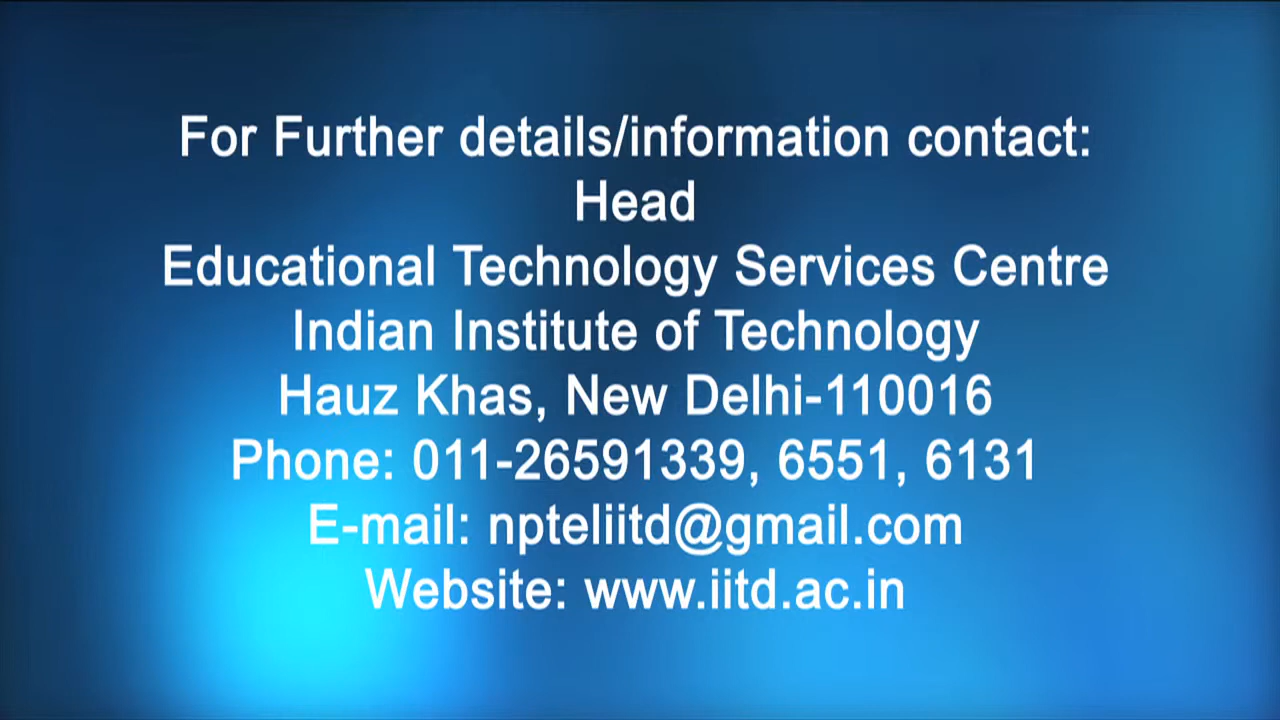 For Further details/information contact:
Head
Educational Technology Services Centre
Indian Institute of Technology
Hauz Khas, New Delhi-110016
Phone: 011-26591339, 6551, 6131
E-mail: npteliitd@gmail.com
Website: www.iitd.ac.in